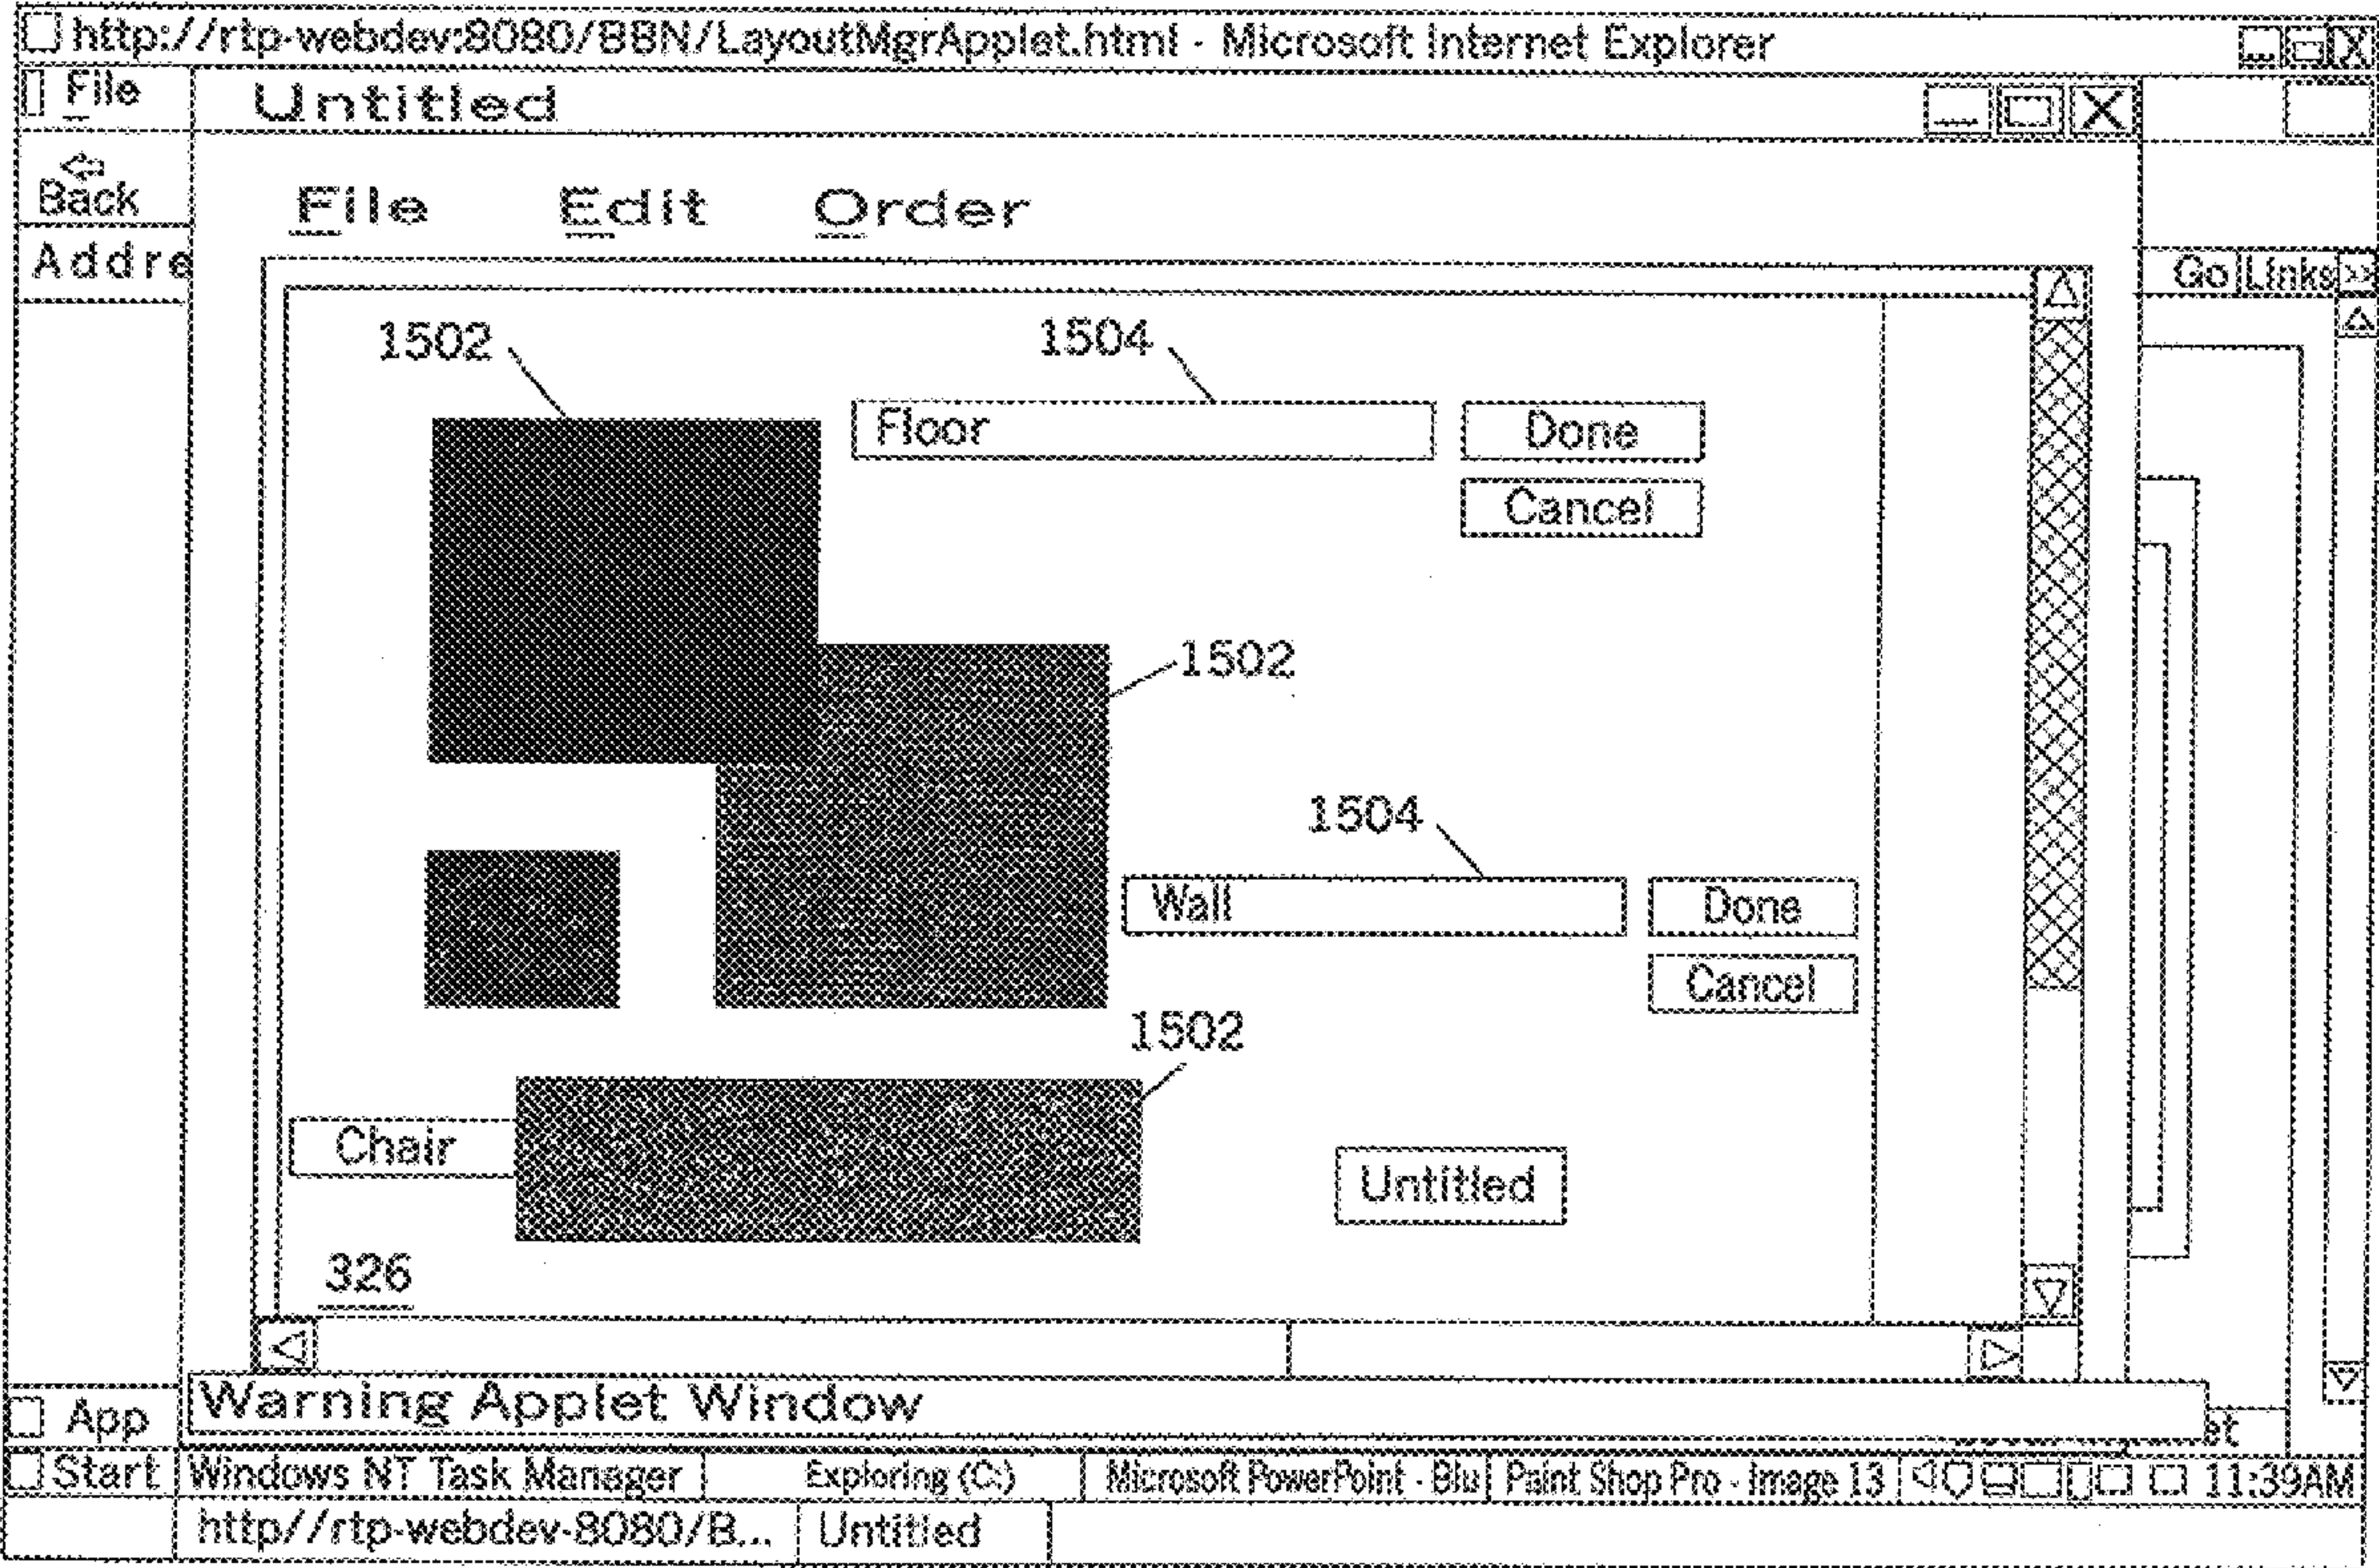 http://rtp-webdev:8080/BBN/LayoutMgrApplet.html - Microsoft Internet Explorer
File
Untitled
Back
File Edit Order
Addre
Go Links >>
1502
1504
Floor
Done
Cancel
1502
1504
Wall
Done
Cancel
1502
Chair
Untitled
326
Warning Applet Window
App
et
Start Windows NT Task Manager Exploring (C:) Microsoft PowerPoint - Blu Paint Shop Pro - Image 13 11:39AM
http//rtp-webdev-8080/B... Untitled